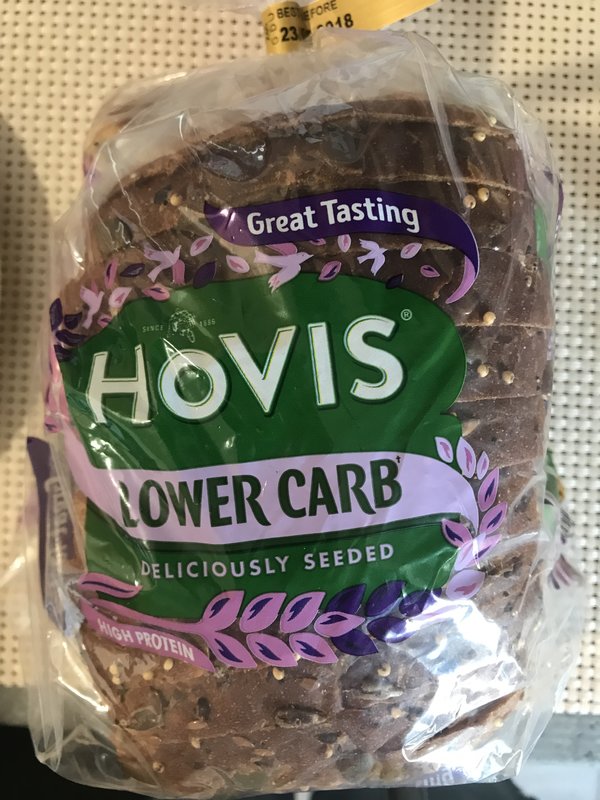 BEST BEFORE
23 2018
Great Tasting
SINCE 1886
HOVIS®
LOWER CARB
DELICIOUSLY SEEDED
HIGH PROTEIN